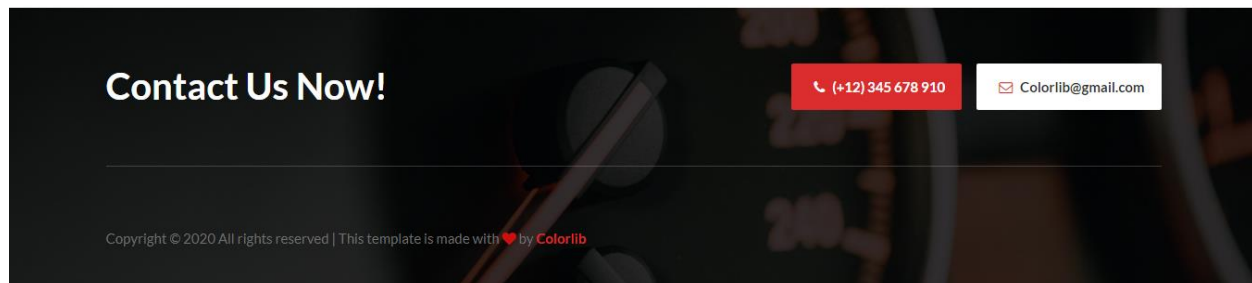 Contact Us Now!
(+12) 345 678 910
Colorlib@gmail.com
Copyright © 2020 All rights reserved | This template is made with ❤ by Colorlib